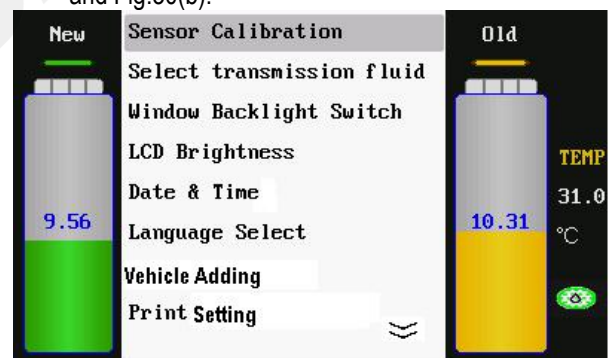 and Fig.30(b).
New
Old
Sensor Calibration
Select transmission fluid
Window Backlight Switch
LCD Brightness
Date & Time
Language Select
Vehicle Adding
Print Setting
9.56
10.31
TEMP
31.0
°C